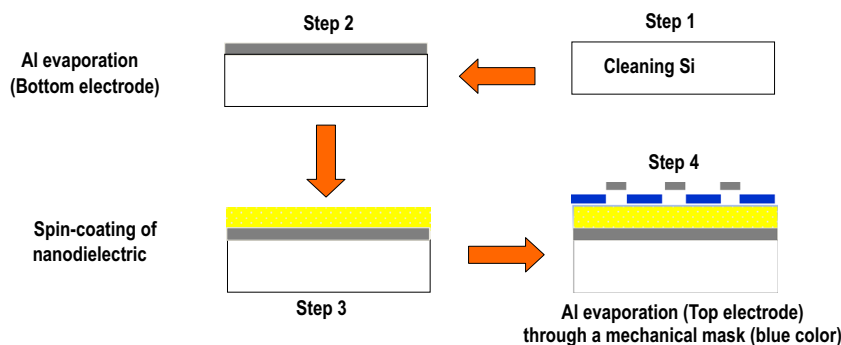 Step 1
Cleaning Si
Step 2
Al evaporation
(Bottom electrode)
Spin-coating of
nanodielectric
Step 3
Step 4
Al evaporation (Top electrode)
through a mechanical mask (blue color)